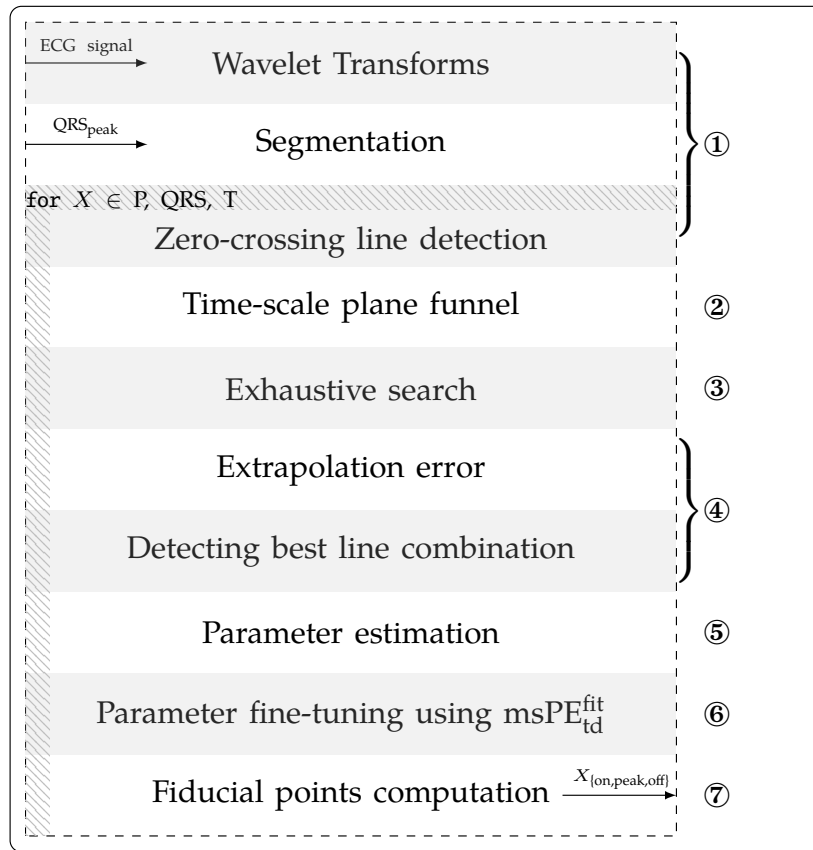 ECG signal
Wavelet Transforms
QRS_peak
Segmentation
①
for X ∈ P, QRS, T
Zero-crossing line detection
Time-scale plane funnel ②
Exhaustive search ③
Extrapolation error
④
Detecting best line combination
Parameter estimation ⑤
Parameter fine-tuning using msPE_td^fit ⑥
Fiducial points computation X_{on,peak,off} ⑦